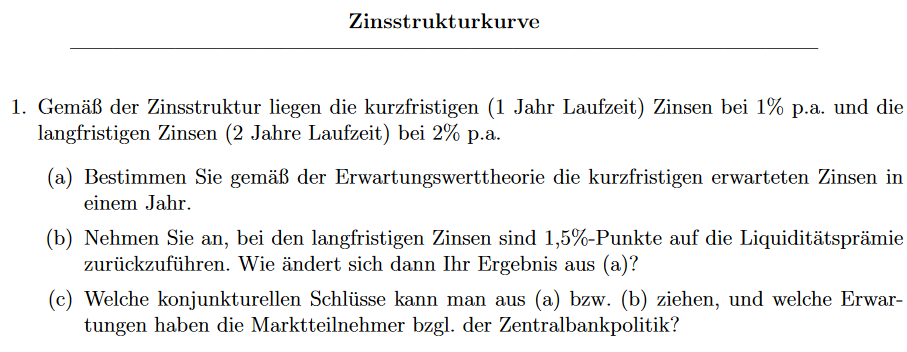 Zinsstrukturkurve
1. Gemäß der Zinsstruktur liegen die kurzfristigen (1 Jahr Laufzeit) Zinsen bei 1% p.a. und die
langfristigen Zinsen (2 Jahre Laufzeit) bei 2% p.a.
(a) Bestimmen Sie gemäß der Erwartungswerttheorie die kurzfristigen erwarteten Zinsen in
einem Jahr.
(b) Nehmen Sie an, bei den langfristigen Zinsen sind 1,5%-Punkte auf die Liquiditätsprämie
zurückzuführen. Wie ändert sich dann Ihr Ergebnis aus (a)?
(c) Welche konjunkturellen Schlüsse kann man aus (a) bzw. (b) ziehen, und welche Erwar-
tungen haben die Marktteilnehmer bzgl. der Zentralbankpolitik?